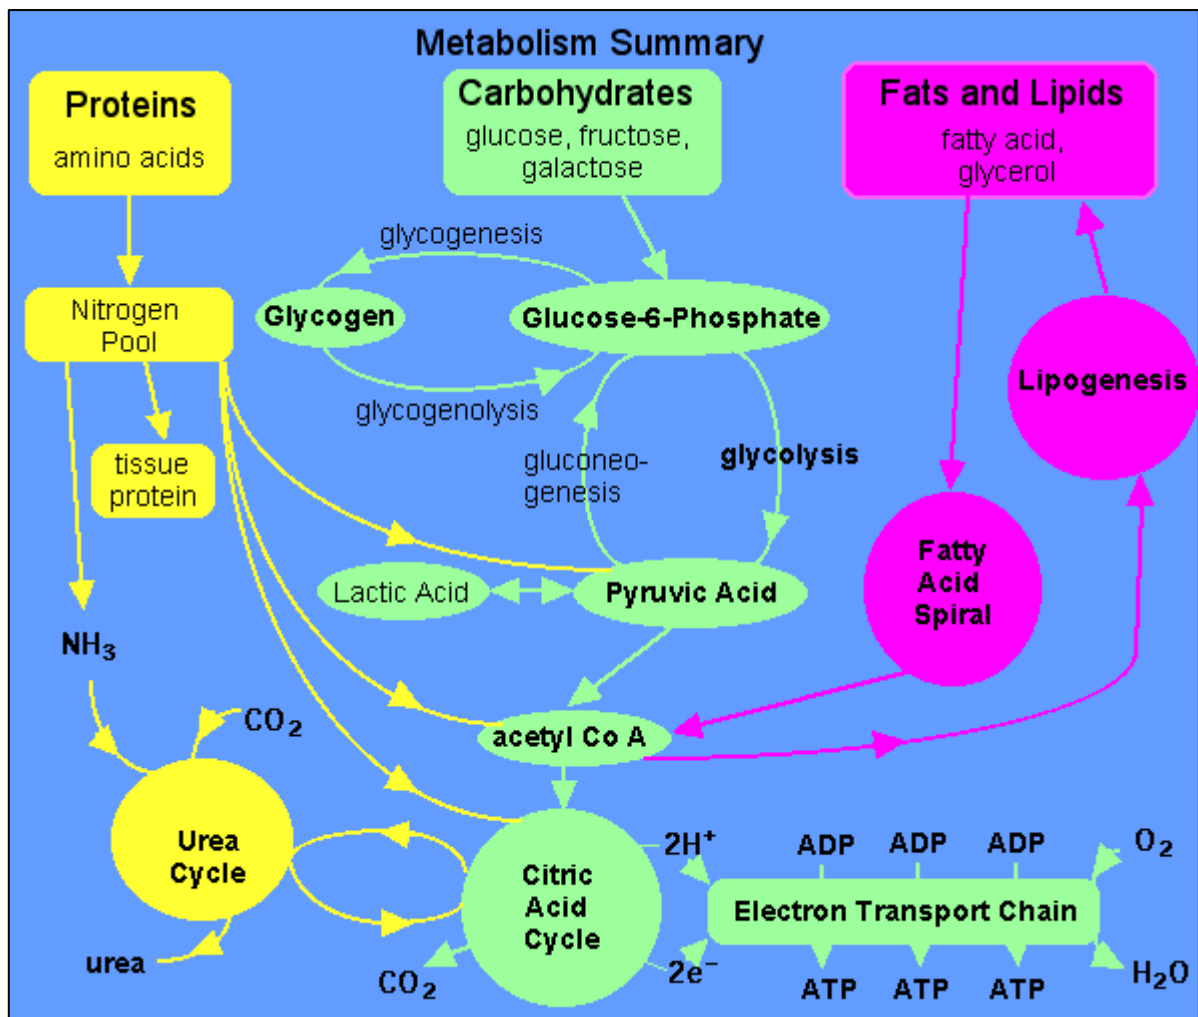 Metabolism Summary
Proteins
amino acids
Carbohydrates
glucose, fructose,
galactose
Fats and Lipids
fatty acid,
glycerol
glycogenesis
Nitrogen
Pool
Glycogen
Glucose-6-Phosphate
Lipogenesis
glycogenolysis
tissue
protein
gluconeo-
genesis
glycolysis
Fatty
Acid
Spiral
Lactic Acid
Pyruvic Acid
NH₃
CO₂
acetyl Co A
Urea
Cycle
Citric
Acid
Cycle
2H⁺
ADP
ADP
ADP
O₂
Electron Transport Chain
urea
CO₂
2e⁻
ATP
ATP
ATP
H₂O